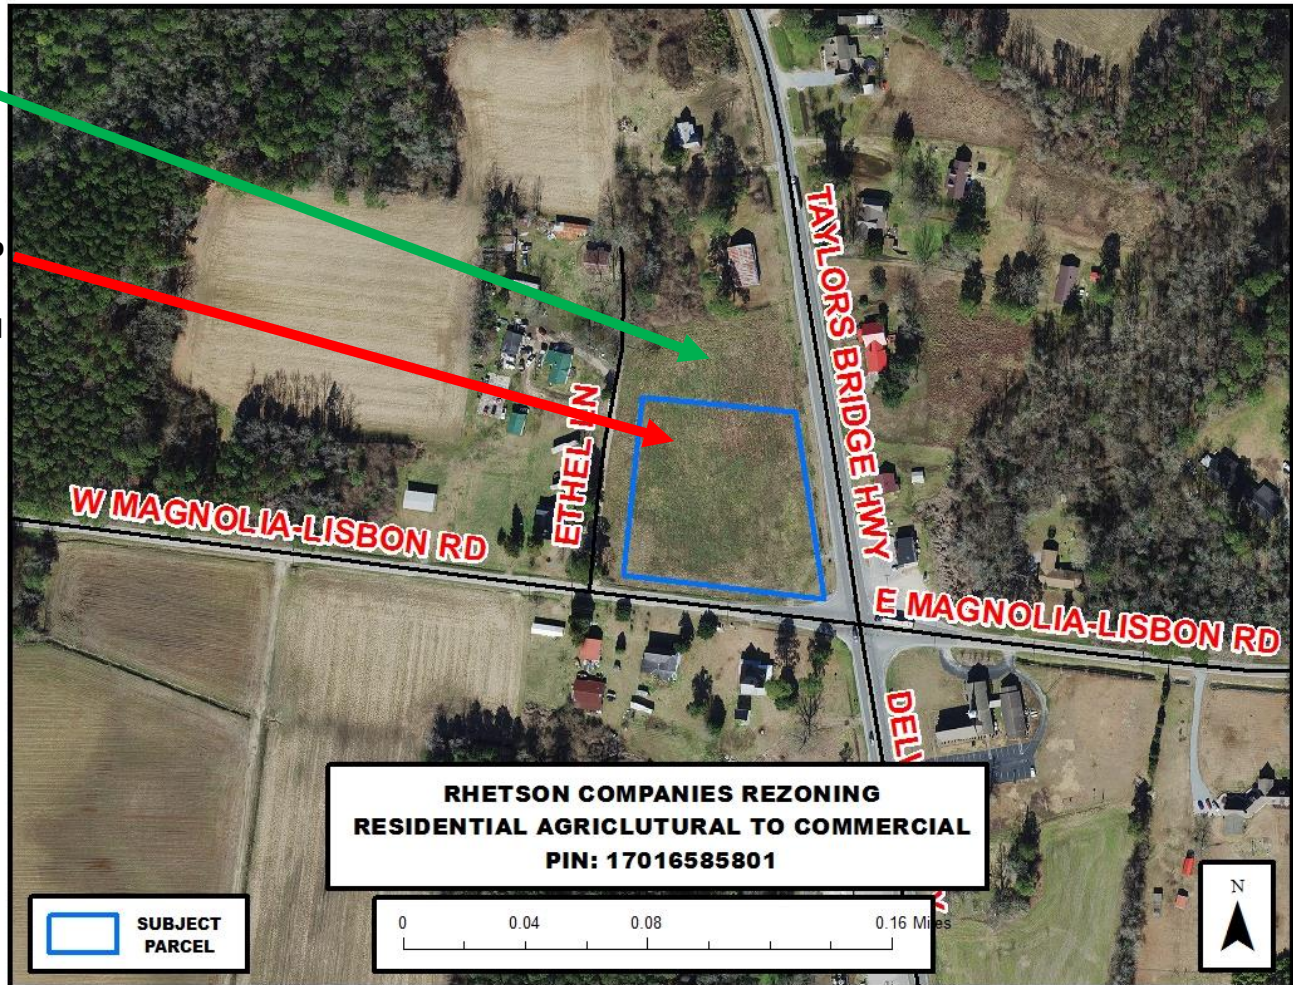 TAYLORS BRIDGE HWY
ETHEL LN
W MAGNOLIA-LISBON RD
E MAGNOLIA-LISBON RD
RHETSON COMPANIES REZONING
RESIDENTIAL AGRICLUTURAL TO COMMERCIAL
PIN: 17016585801
SUBJECT
PARCEL
0 0.04 0.08 0.16 Miles
N